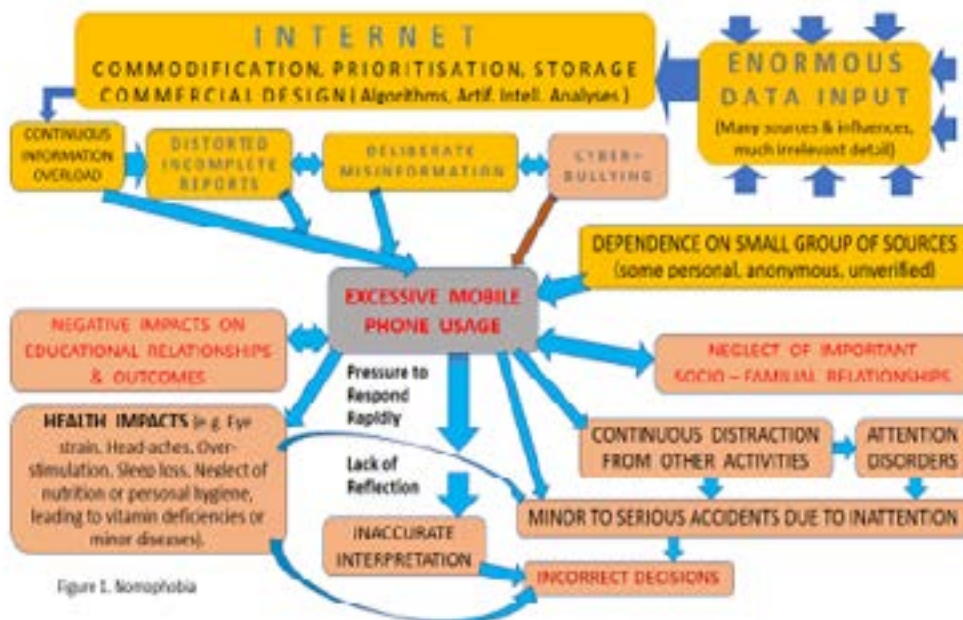 INTERNET
COMMODIFICATION, PRIORITISATION, STORAGE
COMMERCIAL DESIGN (Algorithms, Artif. Intell. Analyses)
ENORMOUS
DATA INPUT
(Many sources & influences,
much irrelevant detail)
CONTINUOUS
INFORMATION
OVERLOAD
DISTORTED
INCOMPLETE
REPORTS
DELIBERATE
MISINFORMATION
CYBER-
BULLYING
DEPENDENCE ON SMALL GROUP OF SOURCES
(some personal, anonymous, unverified)
EXCESSIVE MOBILE
PHONE USAGE
NEGATIVE IMPACTS ON
EDUCATIONAL RELATIONSHIPS
& OUTCOMES
NEGLECT OF IMPORTANT
SOCIO-FAMILIAL RELATIONSHIPS
Pressure to
Respond
Rapidly
HEALTH IMPACTS (e.g. Eye
strain. Head-aches. Over-
stimulation. Sleep loss. Neglect of
nutrition or personal hygiene,
leading to vitamin deficiencies or
minor diseases).
Lack of
Reflection
CONTINUOUS DISTRACTION
FROM OTHER ACTIVITIES
ATTENTION
DISORDERS
MINOR TO SERIOUS ACCIDENTS DUE TO INATTENTION
INACCURATE
INTERPRETATION
INCORRECT DECISIONS
Figure 1. Nomophobia